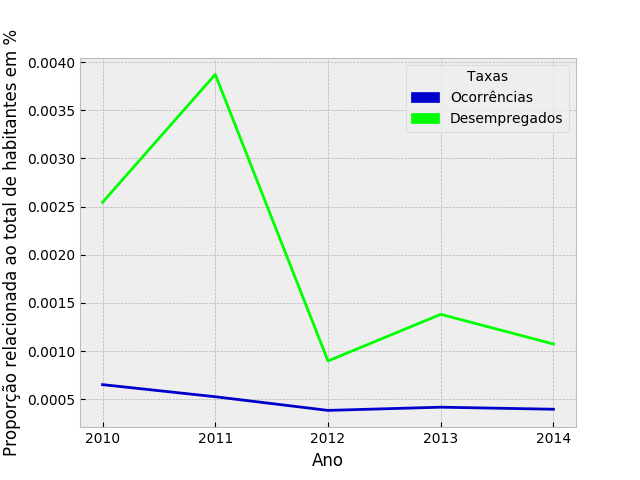 Proporção relacionada ao total de habitantes em %
0.0040
0.0035
0.0030
0.0025
0.0020
0.0015
0.0010
0.0005
Taxas
Ocorrências
Desempregados
2010 2011 2012 2013 2014
Ano